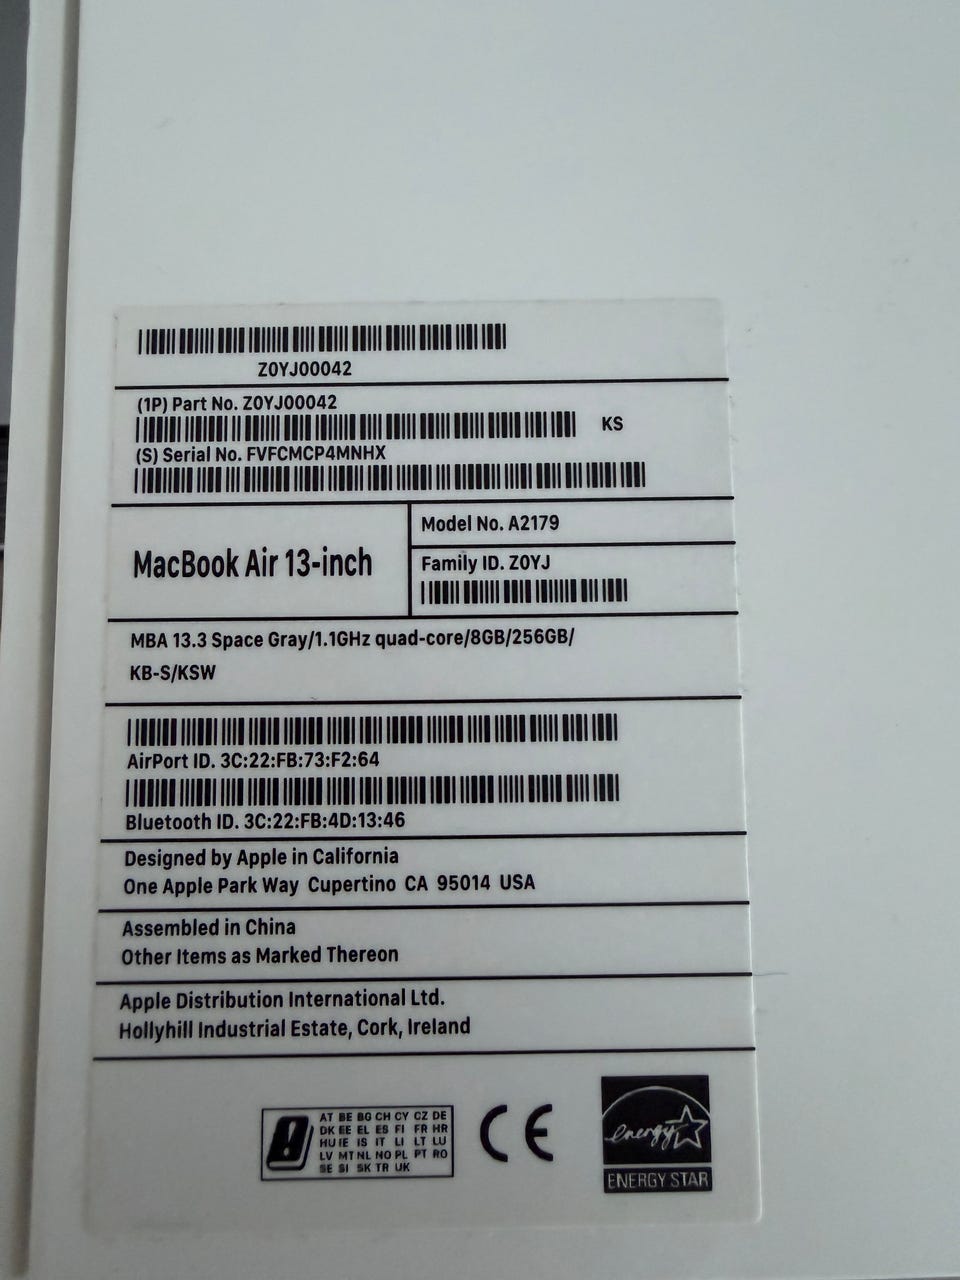 Z0YJ00042
(1P) Part No. Z0YJ00042
KS
(S) Serial No. FVFCMCP4MNHX
MacBook Air 13-inch
Model No. A2179
Family ID. Z0YJ
MBA 13.3 Space Gray/1.1GHz quad-core/8GB/256GB/
KB-S/KSW
AirPort ID. 3C:22:FB:73:F2:64
Bluetooth ID. 3C:22:FB:4D:13:46
Designed by Apple in California
One Apple Park Way Cupertino CA 95014 USA
Assembled in China
Other Items as Marked Thereon
Apple Distribution International Ltd.
Hollyhill Industrial Estate, Cork, Ireland
AT BE BG CH CY CZ DE
DK EE EL ES FI FR HR
HU IE IS IT LI LT LU
LV MT NL NO PL PT RO
SE SI SK TR UK
CE
energy
ENERGY STAR